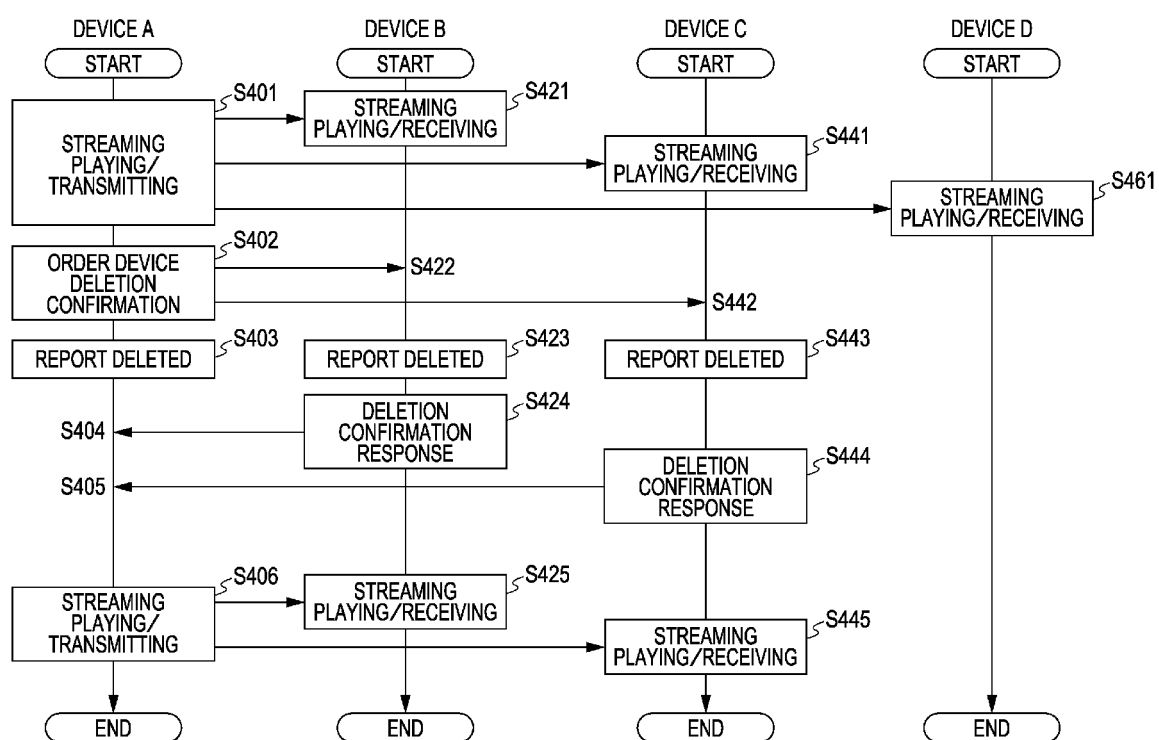 DEVICE A
DEVICE B
DEVICE C
DEVICE D
START
START
START
START
S401
STREAMING
PLAYING/
TRANSMITTING
S421
STREAMING
PLAYING/RECEIVING
S441
STREAMING
PLAYING/RECEIVING
S461
STREAMING
PLAYING/RECEIVING
S402
ORDER DEVICE
DELETION
CONFIRMATION
S422
S442
S403
REPORT DELETED
S423
REPORT DELETED
S443
REPORT DELETED
S424
DELETION
CONFIRMATION
RESPONSE
S404
S444
DELETION
CONFIRMATION
RESPONSE
S405
S406
STREAMING
PLAYING/
TRANSMITTING
S425
STREAMING
PLAYING/RECEIVING
S445
STREAMING
PLAYING/RECEIVING
END
END
END
END